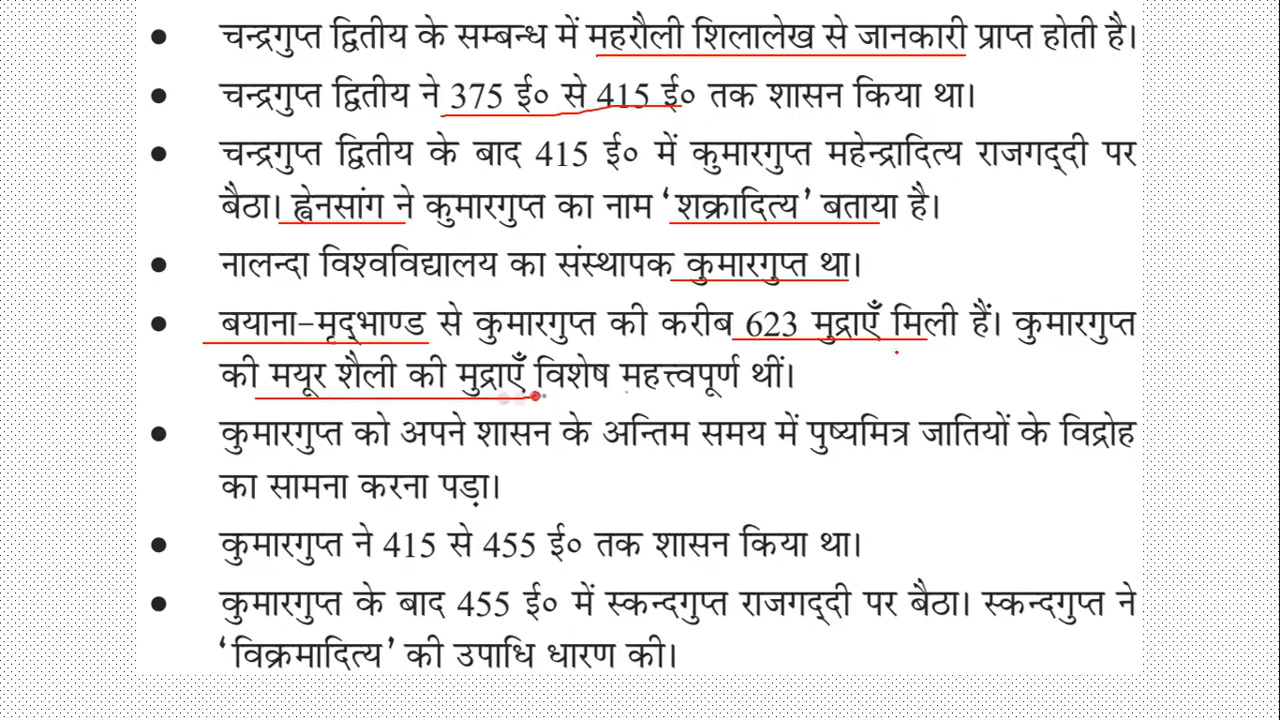 ● चन्द्रगुप्त द्वितीय के सम्बन्ध में महरौली शिलालेख से जानकारी प्राप्त होती है।
● चन्द्रगुप्त द्वितीय ने 375 ई० से 415 ई० तक शासन किया था।
● चन्द्रगुप्त द्वितीय के बाद 415 ई० में कुमारगुप्त महेन्द्रादित्य राजगद्दी पर
बैठा। ह्वेनसांग ने कुमारगुप्त का नाम ‘शक्रादित्य’ बताया है।
● नालन्दा विश्वविद्यालय का संस्थापक कुमारगुप्त था।
● बयाना-मृद्भाण्ड से कुमारगुप्त की करीब 623 मुद्राएँ मिली हैं। कुमारगुप्त
की मयूर शैली की मुद्राएँ विशेष महत्त्वपूर्ण थीं।
● कुमारगुप्त को अपने शासन के अन्तिम समय में पुष्यमित्र जातियों के विद्रोह
का सामना करना पड़ा।
● कुमारगुप्त ने 415 से 455 ई० तक शासन किया था।
● कुमारगुप्त के बाद 455 ई० में स्कन्दगुप्त राजगद्दी पर बैठा। स्कन्दगुप्त ने
‘विक्रमादित्य’ की उपाधि धारण की।